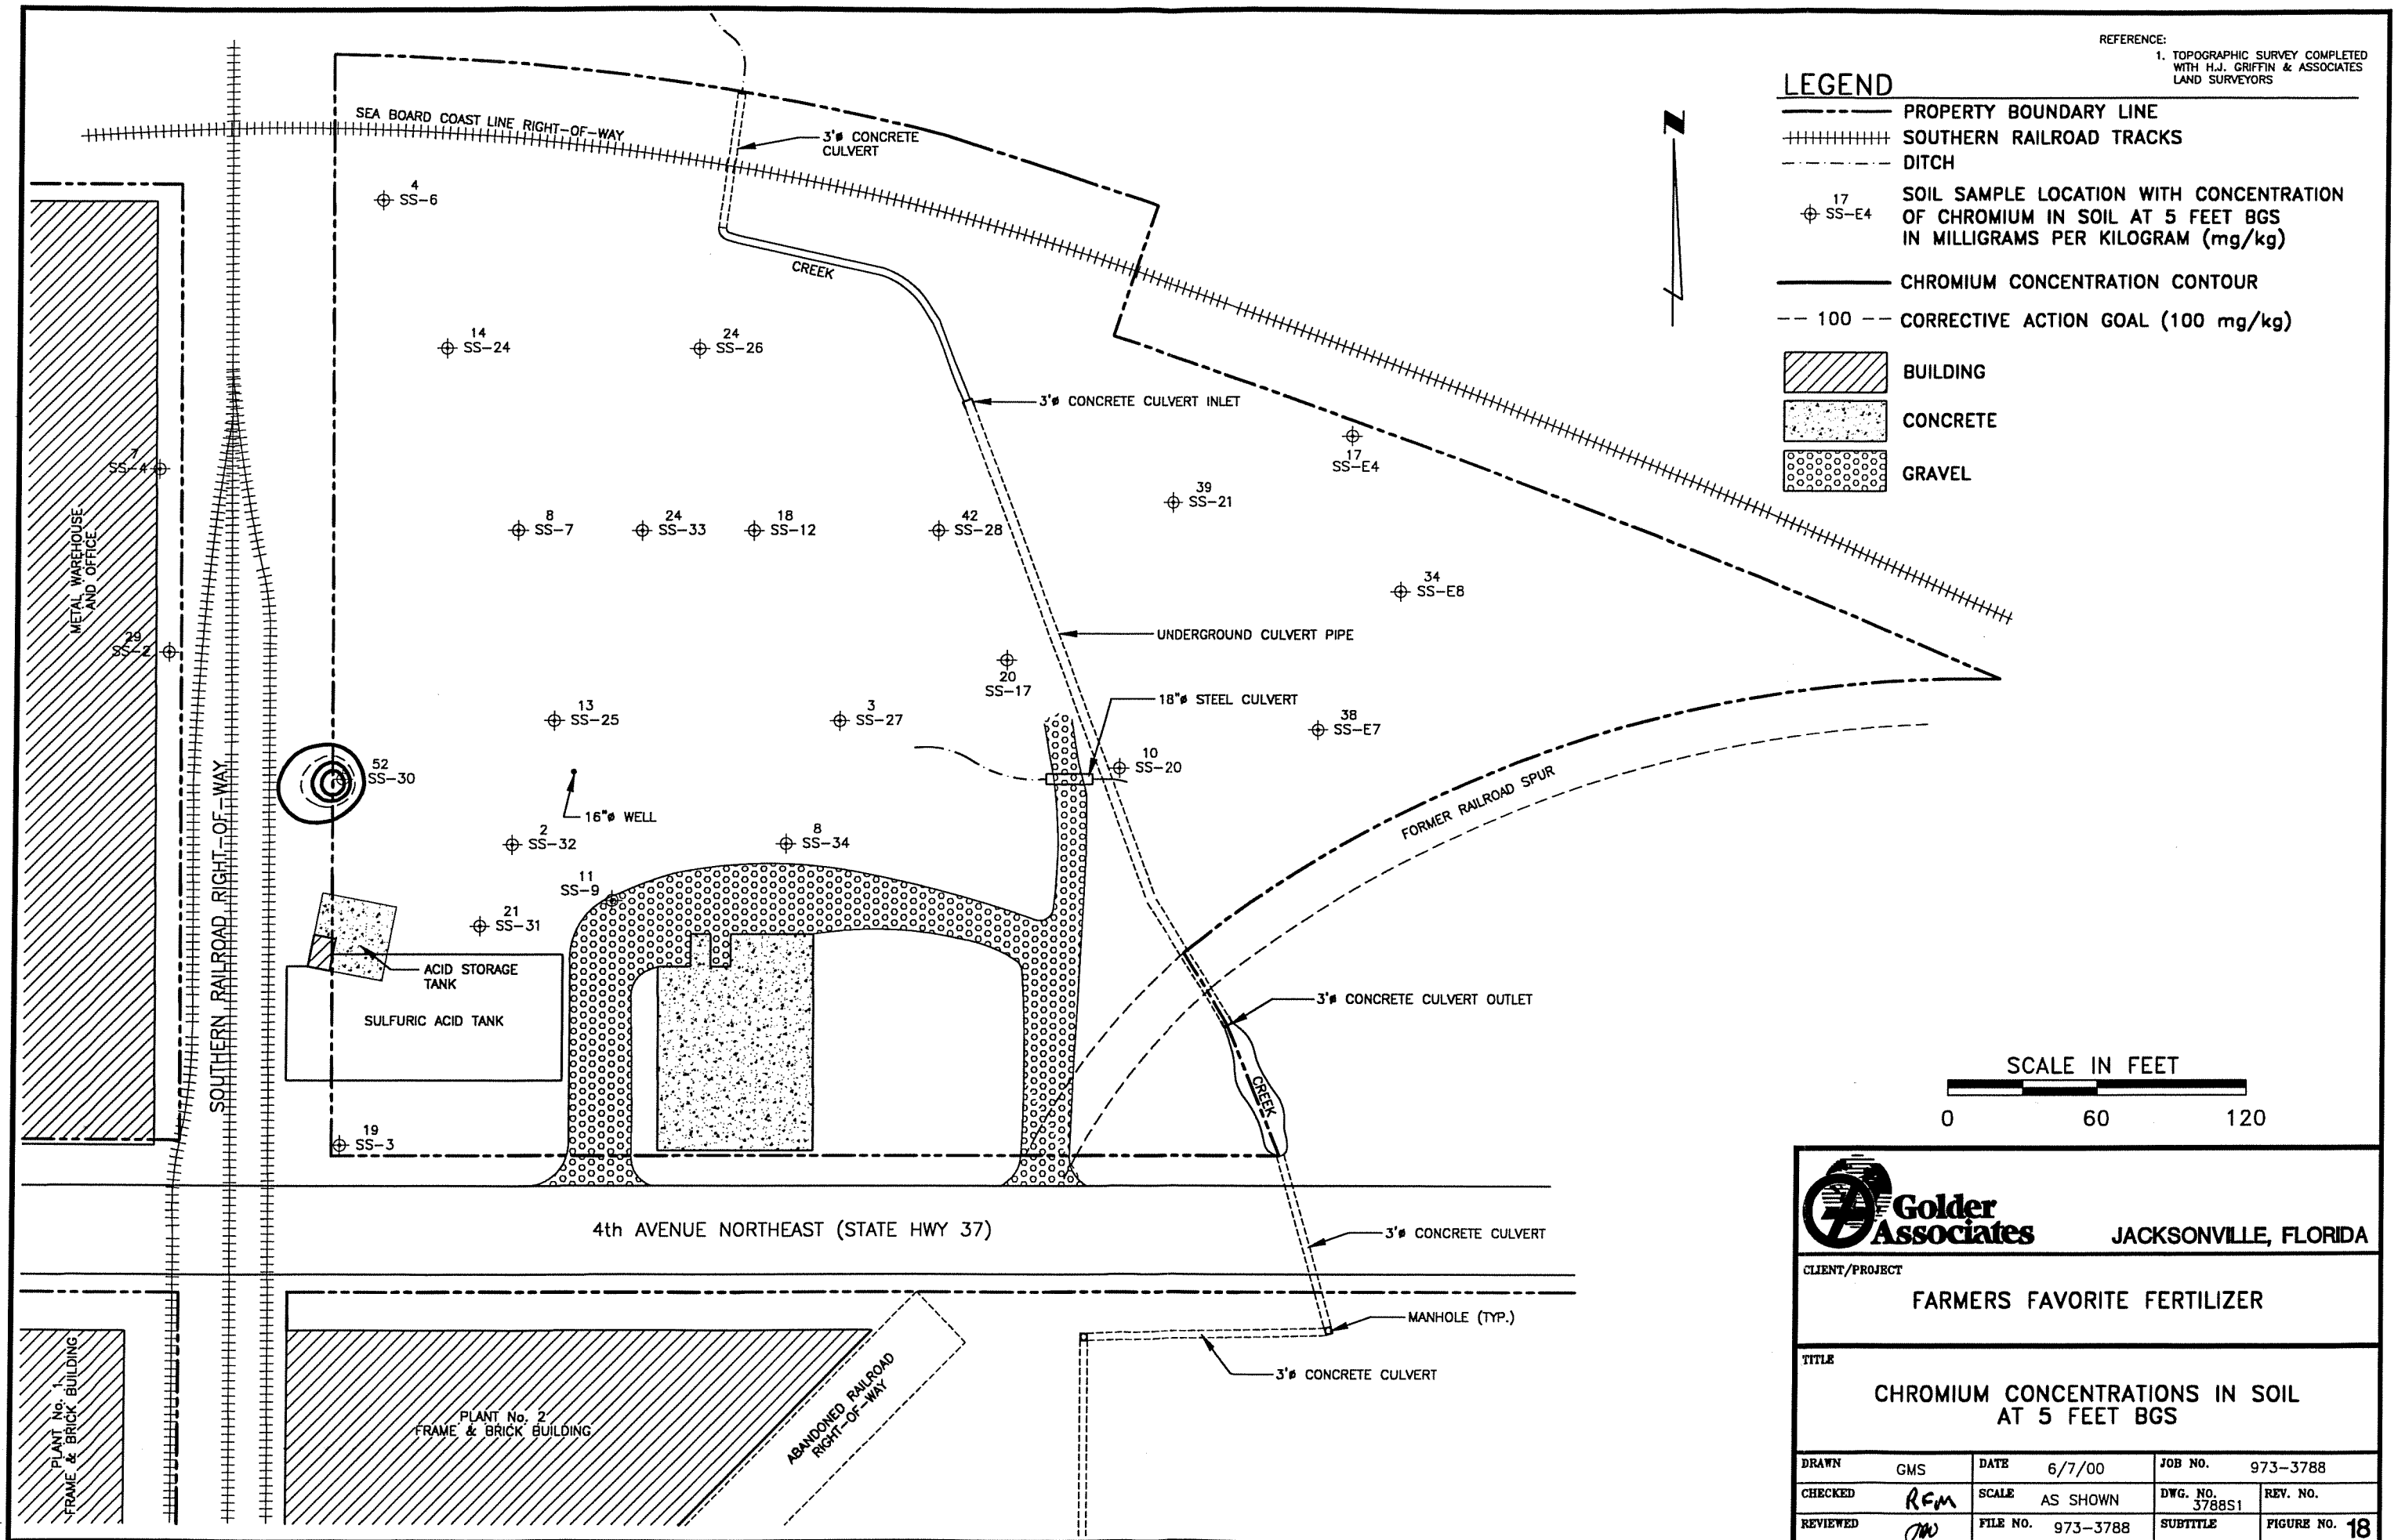 REFERENCE:
1. TOPOGRAPHIC SURVEY COMPLETED
WITH H.J. GRIFFIN & ASSOCIATES
LAND SURVEYORS
LEGEND
PROPERTY BOUNDARY LINE
SOUTHERN RAILROAD TRACKS
DITCH
17
SS-E4
SOIL SAMPLE LOCATION WITH CONCENTRATION
OF CHROMIUM IN SOIL AT 5 FEET BGS
IN MILLIGRAMS PER KILOGRAM (mg/kg)
CHROMIUM CONCENTRATION CONTOUR
-- 100 -- CORRECTIVE ACTION GOAL (100 mg/kg)
BUILDING
CONCRETE
GRAVEL
N
SEA BOARD COAST LINE RIGHT-OF-WAY
3'ø CONCRETE
CULVERT
4
SS-6
CREEK
14
SS-24
24
SS-26
3'ø CONCRETE CULVERT INLET
17
SS-E4
7
SS-4
39
SS-21
8
SS-7
24
SS-33
18
SS-12
42
SS-28
METAL WAREHOUSE
AND OFFICE
34
SS-E8
29
SS-2
UNDERGROUND CULVERT PIPE
20
SS-17
18"ø STEEL CULVERT
13
SS-25
3
SS-27
38
SS-E7
52
SS-30
10
SS-20
16"ø WELL
FORMER RAILROAD SPUR
2
SS-32
8
SS-34
11
SS-9
21
SS-31
SOUTHERN RAILROAD RIGHT-OF-WAY
ACID STORAGE
TANK
SULFURIC ACID TANK
3'ø CONCRETE CULVERT OUTLET
CREEK
19
SS-3
SCALE IN FEET
0 60 120
4th AVENUE NORTHEAST (STATE HWY 37)
3'ø CONCRETE CULVERT
MANHOLE (TYP.)
3'ø CONCRETE CULVERT
PLANT No. 1
FRAME & BRICK BUILDING
PLANT No. 2
FRAME & BRICK BUILDING
ABANDONED RAILROAD
RIGHT-OF-WAY
Golder
Associates
JACKSONVILLE, FLORIDA
CLIENT/PROJECT
FARMERS FAVORITE FERTILIZER
TITLE
CHROMIUM CONCENTRATIONS IN SOIL
AT 5 FEET BGS
DRAWN GMS DATE 6/7/00 JOB NO. 973-3788
CHECKED RFM SCALE AS SHOWN DWG. NO. 3788S1 REV. NO.
REVIEWED FILE NO. 973-3788 SUBTITLE FIGURE NO. 18